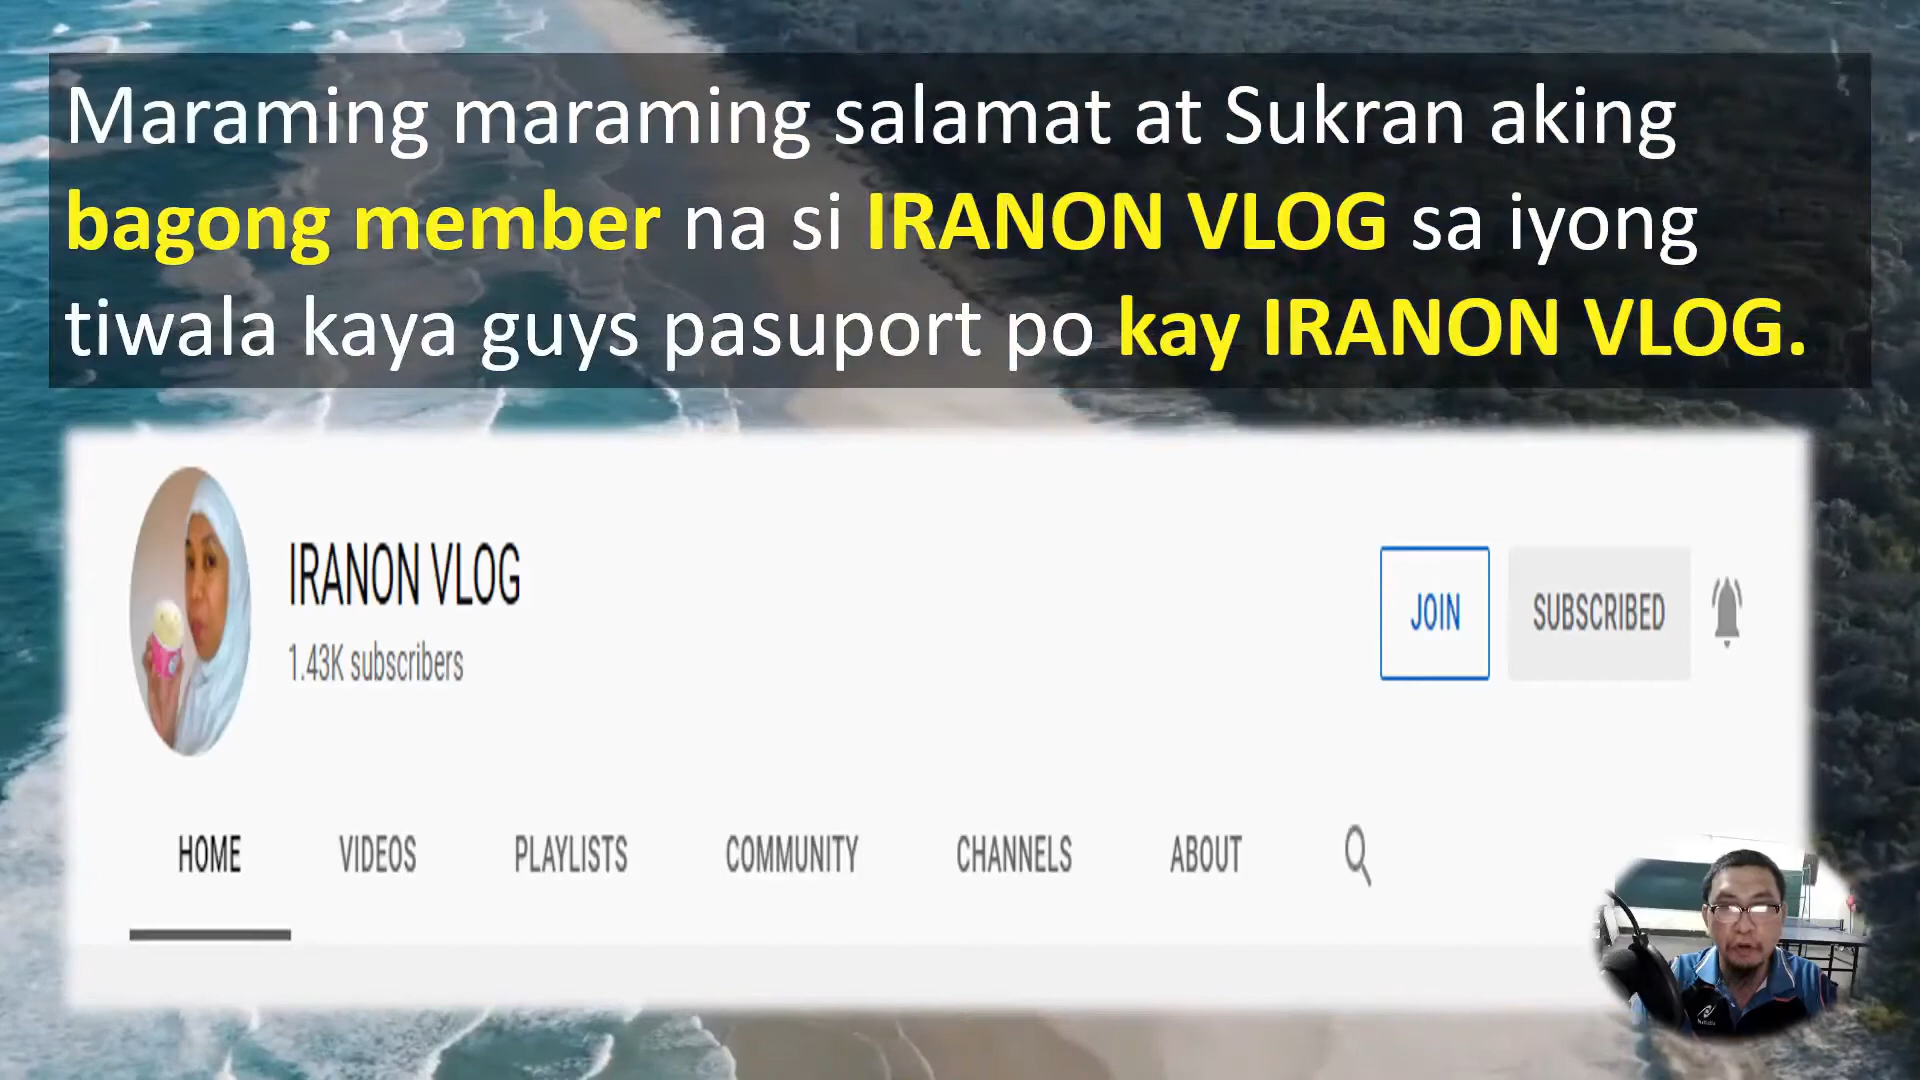 Maraming maraming salamat at Sukran aking
bagong member na si IRANON VLOG sa iyong
tiwala kaya guys pasuport po kay IRANON VLOG.
IRANON VLOG
1.43K subscribers
JOIN
SUBSCRIBED
HOME VIDEOS PLAYLISTS COMMUNITY CHANNELS ABOUT